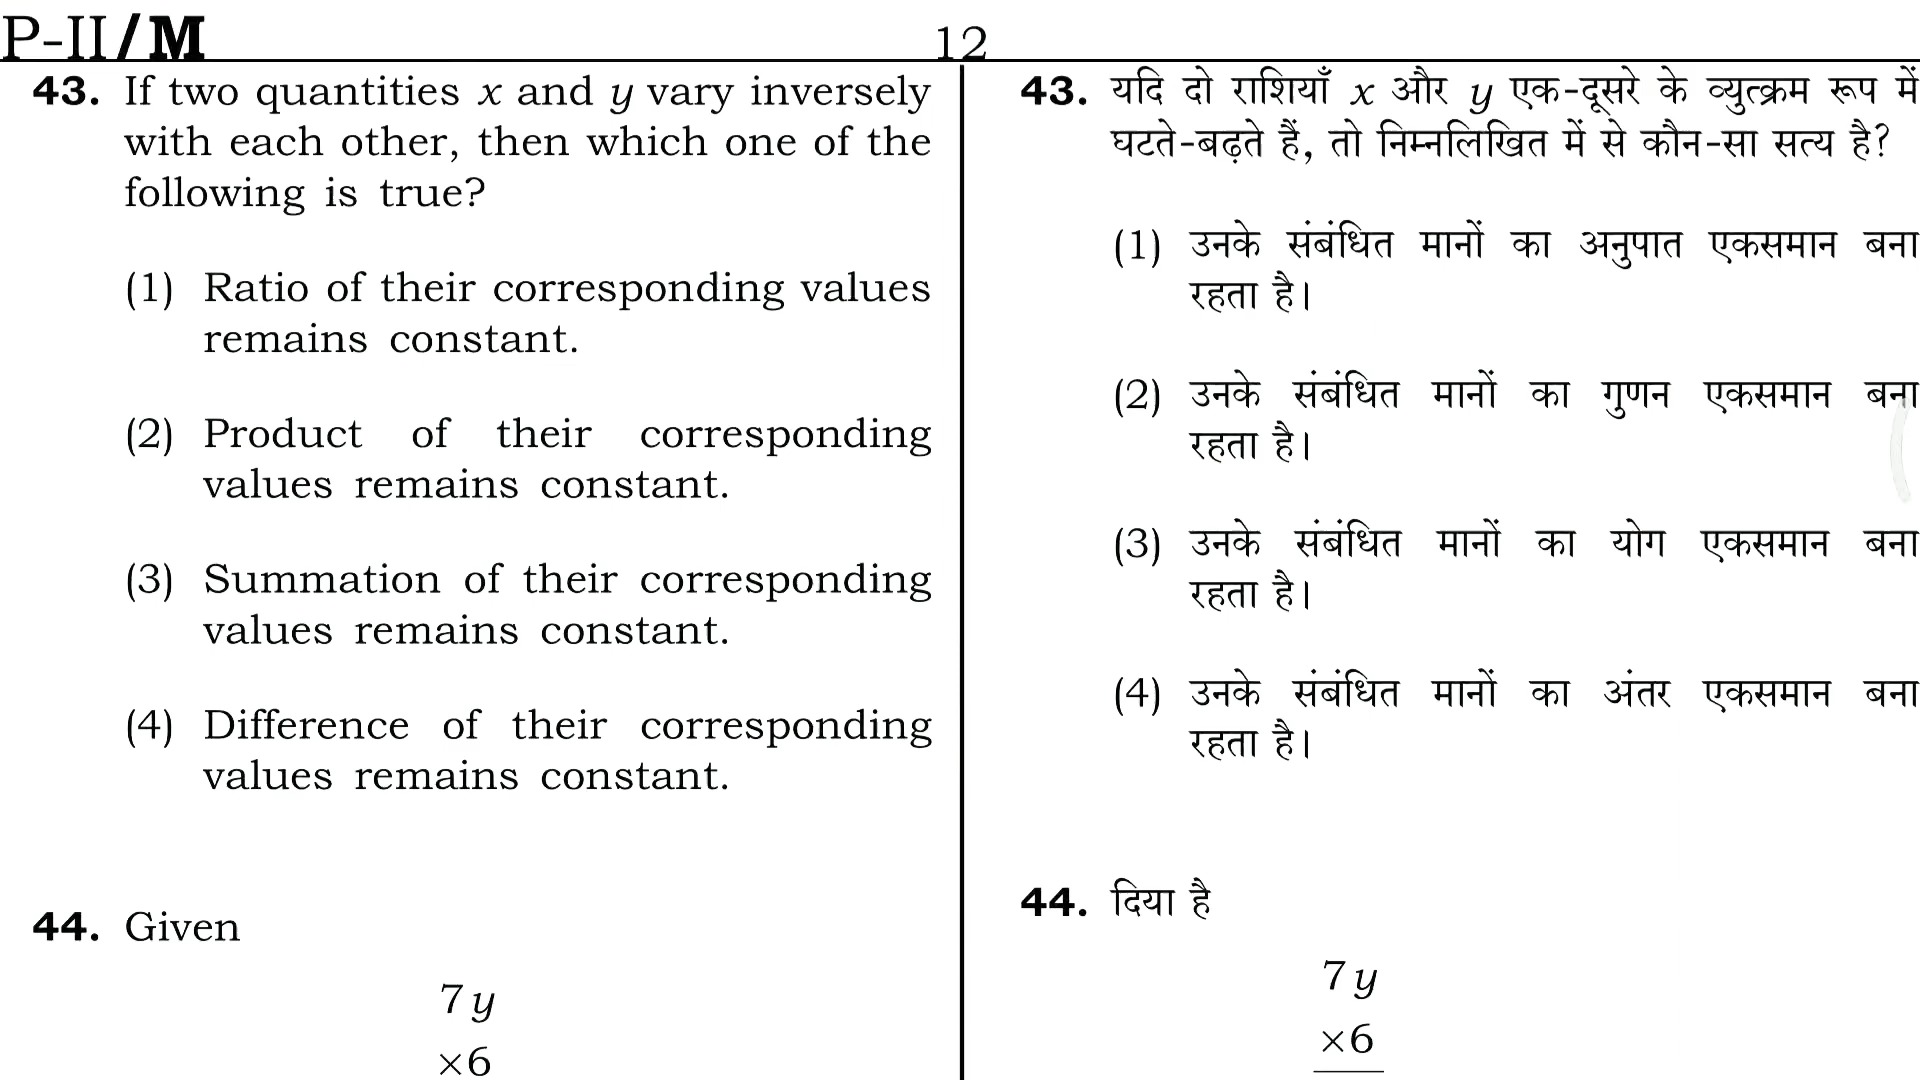 P-II/M
12
43. If two quantities x and y vary inversely
with each other, then which one of the
following is true?
(1) Ratio of their corresponding values
remains constant.
(2) Product of their corresponding
values remains constant.
(3) Summation of their corresponding
values remains constant.
(4) Difference of their corresponding
values remains constant.
44. Given
7y
×6
43. यदि दो राशियाँ x और y एक-दूसरे के व्युत्क्रम रूप में
घटते-बढ़ते हैं, तो निम्नलिखित में से कौन-सा सत्य है?
(1) उनके संबंधित मानों का अनुपात एकसमान बना
रहता है।
(2) उनके संबंधित मानों का गुणन एकसमान बना
रहता है।
(3) उनके संबंधित मानों का योग एकसमान बना
रहता है।
(4) उनके संबंधित मानों का अंतर एकसमान बना
रहता है।
44. दिया है
7y
×6